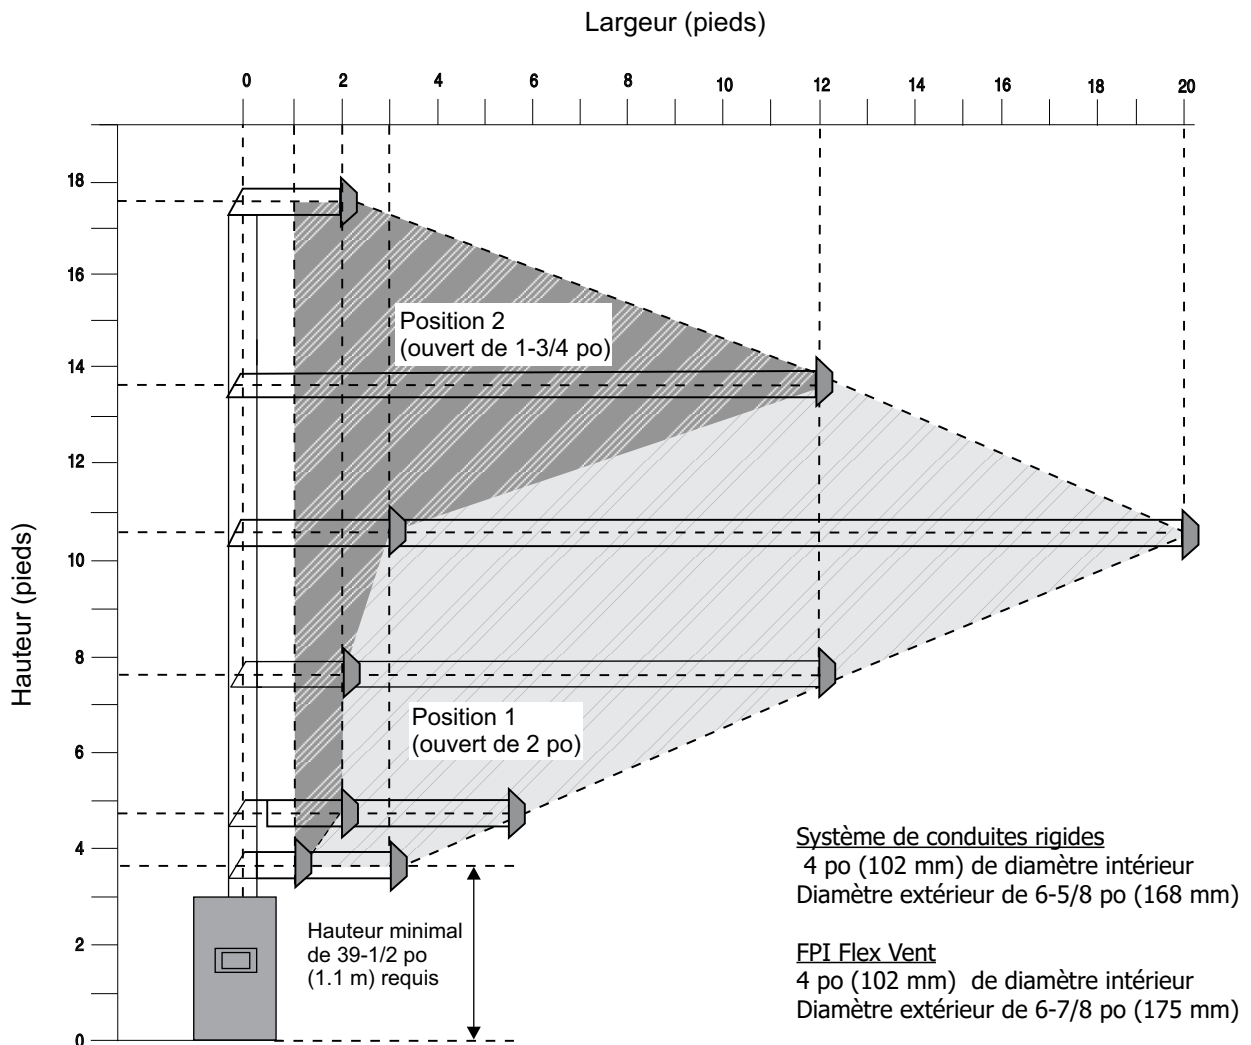 Largeur (pieds)
0 2 4 6 8 10 12 14 16 18 20
18
16
Position 2
(ouvert de 1-3/4 po)
14
12
10
Hauteur (pieds)
8
Position 1
(ouvert de 2 po)
6
4
Système de conduites rigides
4 po (102 mm) de diamètre intérieur
Diamètre extérieur de 6-5/8 po (168 mm)
Hauteur minimal
de 39-1/2 po
(1.1 m) requis
2
FPI Flex Vent
4 po (102 mm) de diamètre intérieur
Diamètre extérieur de 6-7/8 po (175 mm)
0